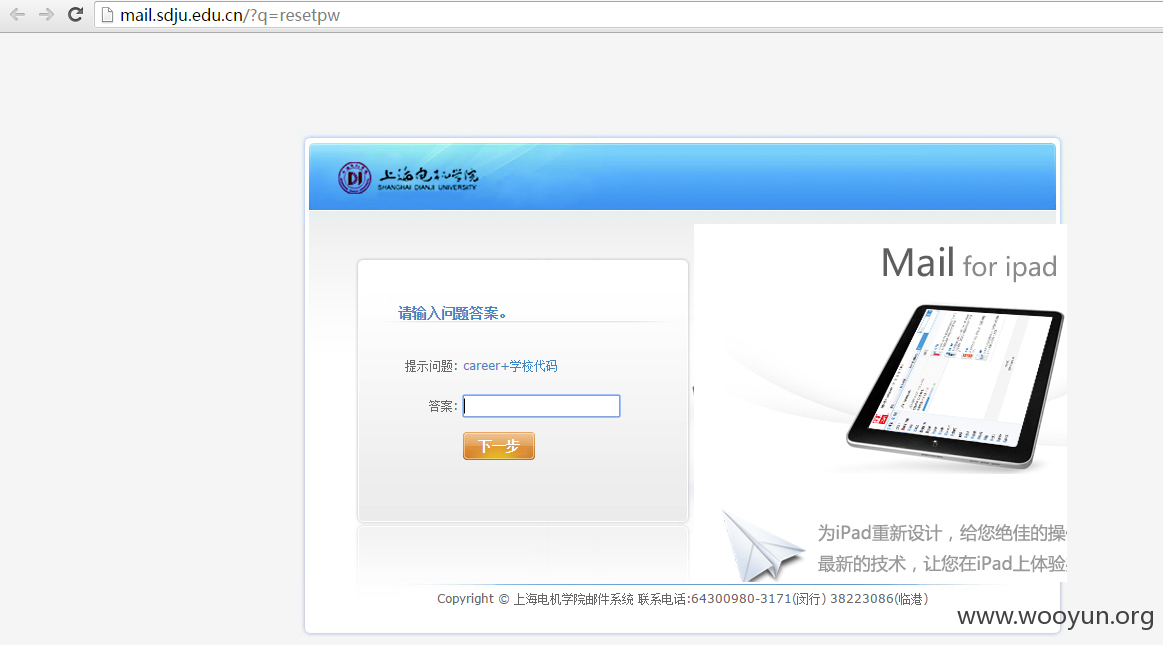 mail.sdju.edu.cn/?q=resetpw
上海电机学院
SHANGHAI DIANJI UNIVERSITY
Mail for ipad
请输入问题答案。
提示问题: career+学校代码
答案:
下一步
为iPad重新设计，给您绝佳的操
最新的技术，让您在iPad上体验
Copyright © 上海电机学院邮件系统 联系电话:64300980-3171(闵行) 38223086(临港)
www.wooyun.org